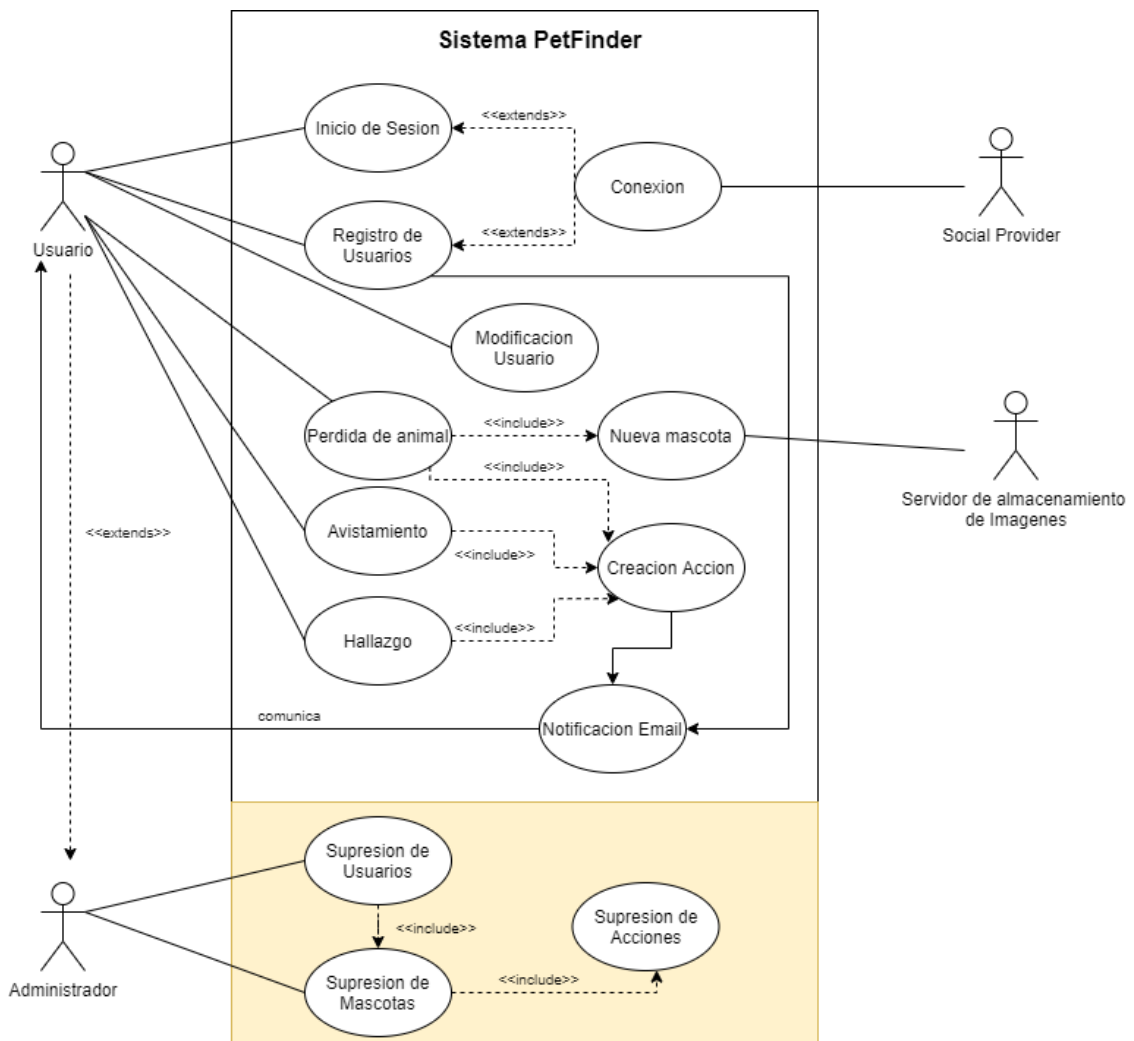 Sistema PetFinder
Inicio de Sesion
<<extends>>
Conexion
Social Provider
Usuario
Registro de
Usuarios
<<extends>>
Modificacion
Usuario
Perdida de animal
<<include>>
Nueva mascota
<<include>>
Servidor de almacenamiento
de Imagenes
<<extends>>
Avistamiento
<<include>>
Creacion Accion
Hallazgo
<<include>>
comunica
Notificacion Email
Supresion de
Usuarios
<<include>>
Supresion de
Acciones
Administrador
Supresion de
Mascotas
<<include>>